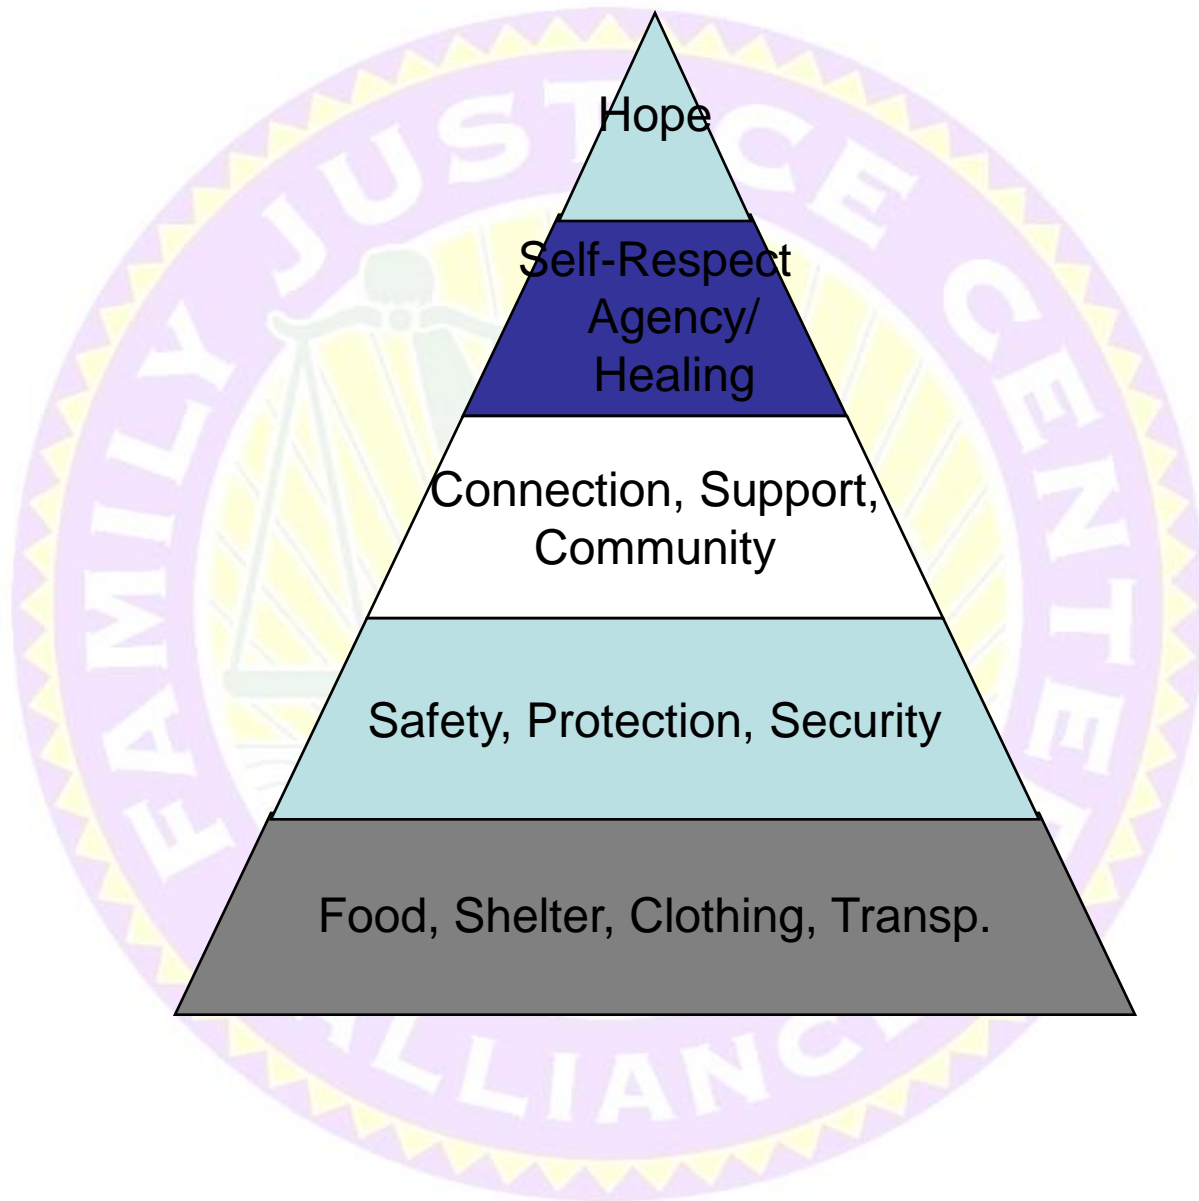 Hope
Self-Respect
Agency/
Healing
Connection, Support,
Community
Safety, Protection, Security
Food, Shelter, Clothing, Transp.
FAMILY JUSTICE CENTER
ALLIANCE